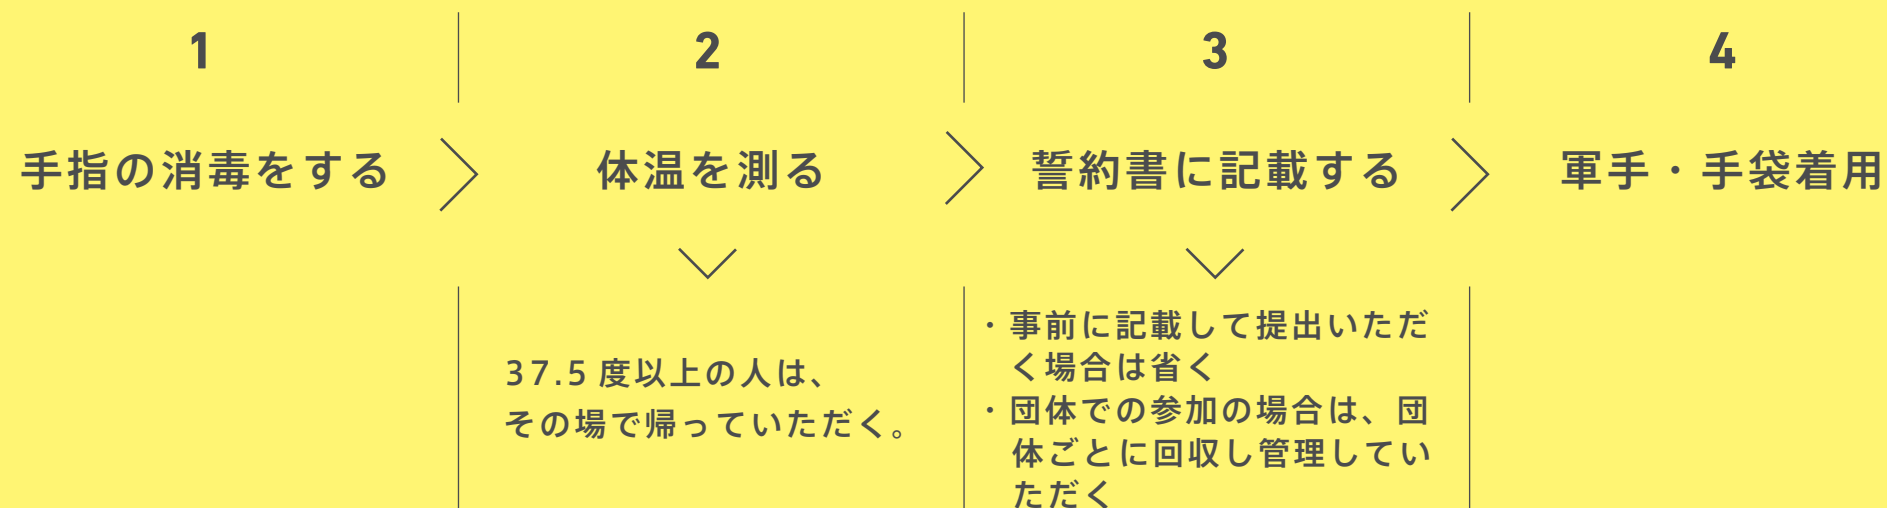 1
手指の消毒をする
2
体温を測る
37.5度以上の人は、
その場で帰っていただく。
3
誓約書に記載する
・事前に記載して提出いただ
く場合は省く
・団体での参加の場合は、団
体ごとに回収し管理してい
ただく
4
軍手・手袋着用